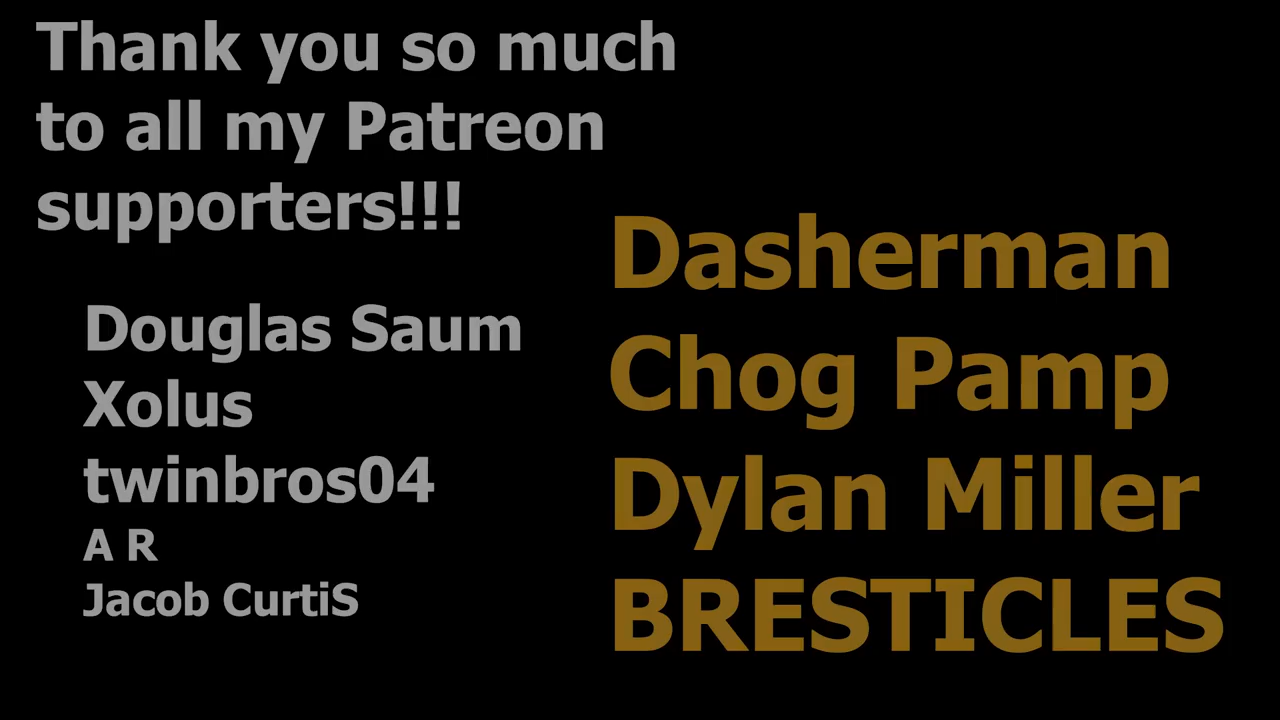 Thank you so much
to all my Patreon
supporters!!!
Douglas Saum
Xolus
twinbros04
A R
Jacob CurtiS
Dasherman
Chog Pamp
Dylan Miller
BRESTICLES